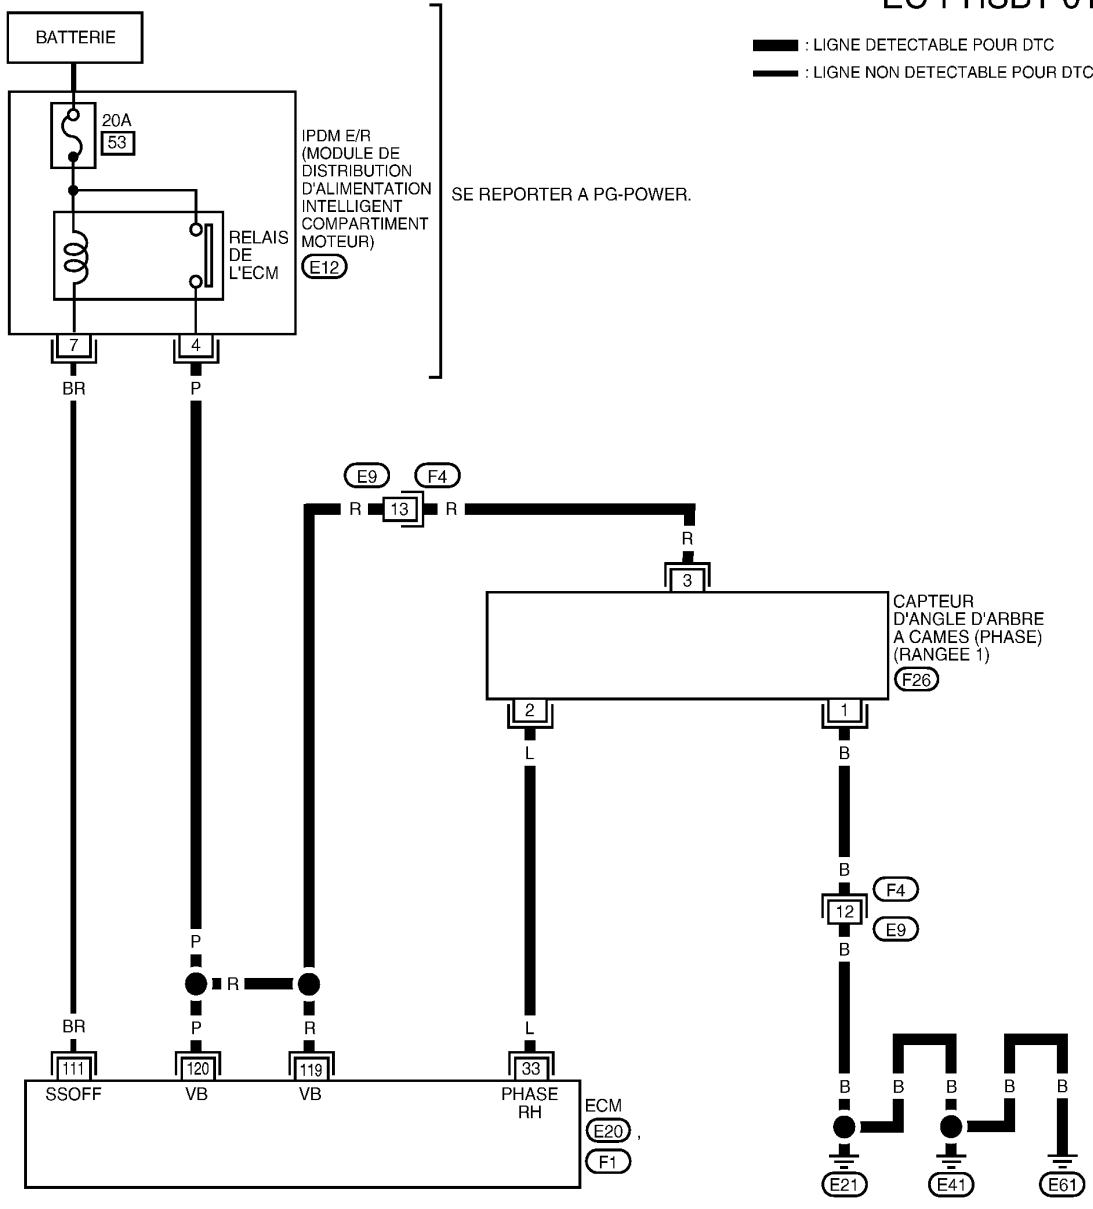 BATTERIE
: LIGNE DETECTABLE POUR DTC
: LIGNE NON DETECTABLE POUR DTC
20A
53
IPDM E/R
(MODULE DE
DISTRIBUTION
D'ALIMENTATION
INTELLIGENT
COMPARTIMENT
MOTEUR)
E12
SE REPORTER A PG-POWER.
RELAIS
DE
L'ECM
7
4
BR
P
E9
F4
R
13
R
R
3
CAPTEUR
D'ANGLE D'ARBRE
A CAMES (PHASE)
(RANGEE 1)
F26
2
1
L
B
B
F4
12
E9
B
P
R
BR
P
R
L
111
120
119
33
SSOFF
VB
VB
PHASE
RH
ECM
E20 ,
F1
B
B
B
B
B
E21
E41
E61